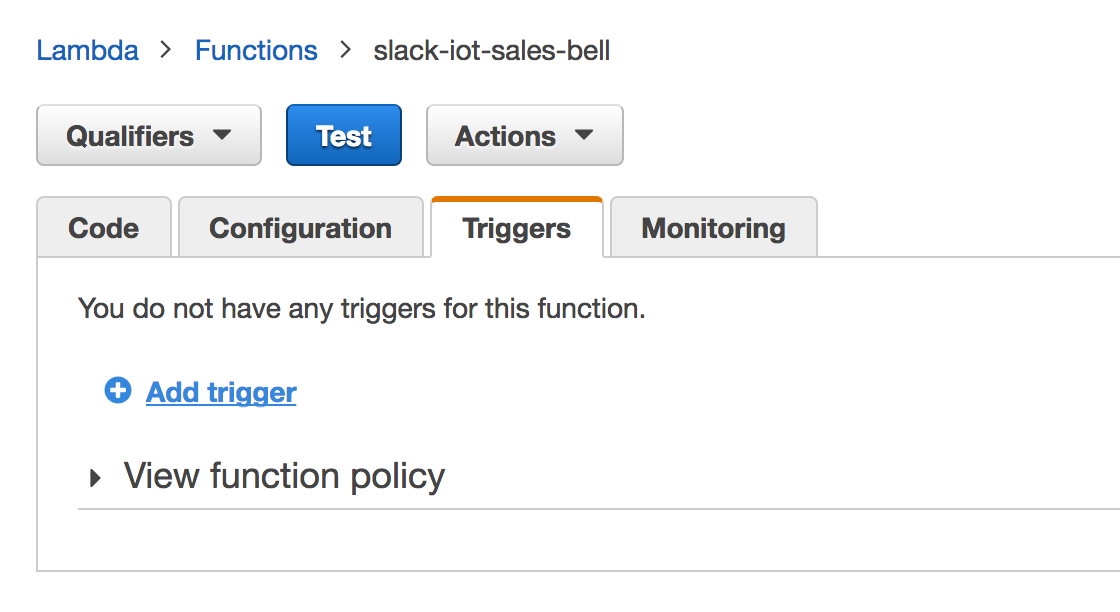 Lambda > Functions > slack-iot-sales-bell
Qualifiers Test Actions
Code Configuration Triggers Monitoring
You do not have any triggers for this function.
Add trigger
View function policy